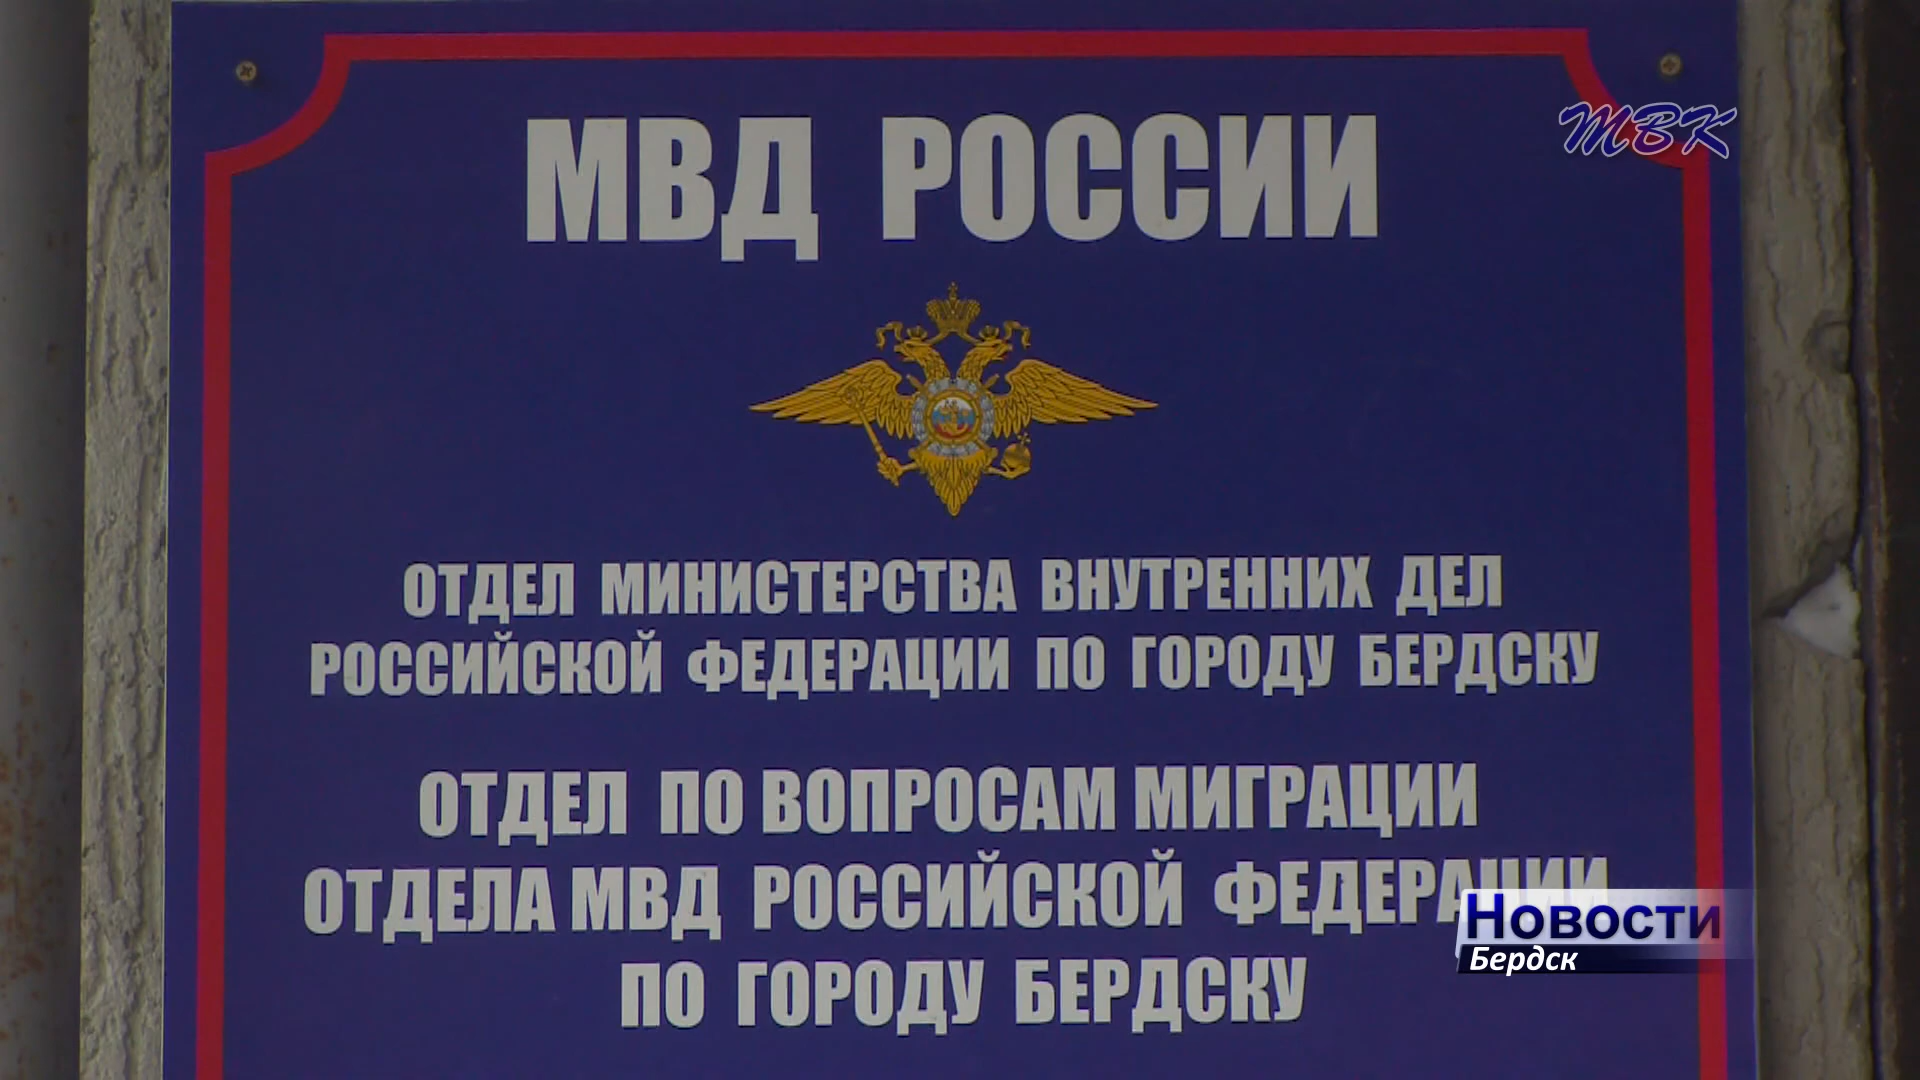 МВД РОССИИ
ТВК
ОТДЕЛ МИНИСТЕРСТВА ВНУТРЕННИХ ДЕЛ
РОССИЙСКОЙ ФЕДЕРАЦИИ ПО ГОРОДУ БЕРДСКУ
ОТДЕЛ ПО ВОПРОСАМ МИГРАЦИИ
ОТДЕЛА МВД РОССИЙСКОЙ ФЕДЕРАЦИИ
ПО ГОРОДУ БЕРДСКУ
Новости
Бердск